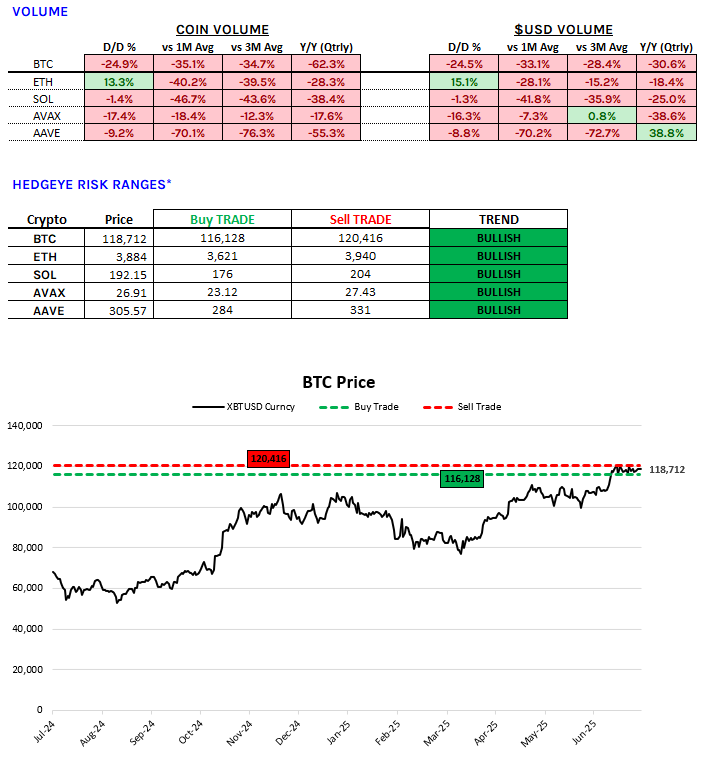 VOLUME
COIN VOLUME $USD VOLUME
D/D % vs 1M Avg vs 3M Avg Y/Y (Qtrly) D/D % vs 1M Avg vs 3M Avg Y/Y (Qtrly)
BTC -24.9% -35.1% -34.7% -62.3% -24.5% -33.1% -28.4% -30.6%
ETH 13.3% -40.2% -39.5% -28.3% 15.1% -28.1% -15.2% -18.4%
SOL -1.4% -46.7% -43.6% -38.4% -1.3% -41.8% -35.9% -25.0%
AVAX -17.4% -18.4% -12.3% -17.6% -16.3% -7.3% 0.8% -38.6%
AAVE -9.2% -70.1% -76.3% -55.3% -8.8% -70.2% -72.7% 38.8%
HEDGEYE RISK RANGES*
Crypto Price Buy TRADE Sell TRADE TREND
BTC 118,712 116,128 120,416 BULLISH
ETH 3,884 3,621 3,940 BULLISH
SOL 192.15 176 204 BULLISH
AVAX 26.91 23.12 27.43 BULLISH
AAVE 305.57 284 331 BULLISH
BTC Price
XBTUSD Curncy Buy Trade Sell Trade
140,000
120,416
120,000
118,712
116,128
100,000
80,000
60,000
40,000
20,000
0
Jul-24 Aug-24 Sep-24 Oct-24 Nov-24 Dec-24 Jan-25 Feb-25 Mar-25 Apr-25 May-25 Jun-25